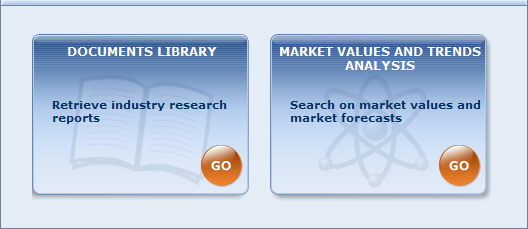 DOCUMENTS LIBRARY
Retrieve industry research
reports
GO
MARKET VALUES AND TRENDS
ANALYSIS
Search on market values and
market forecasts
GO